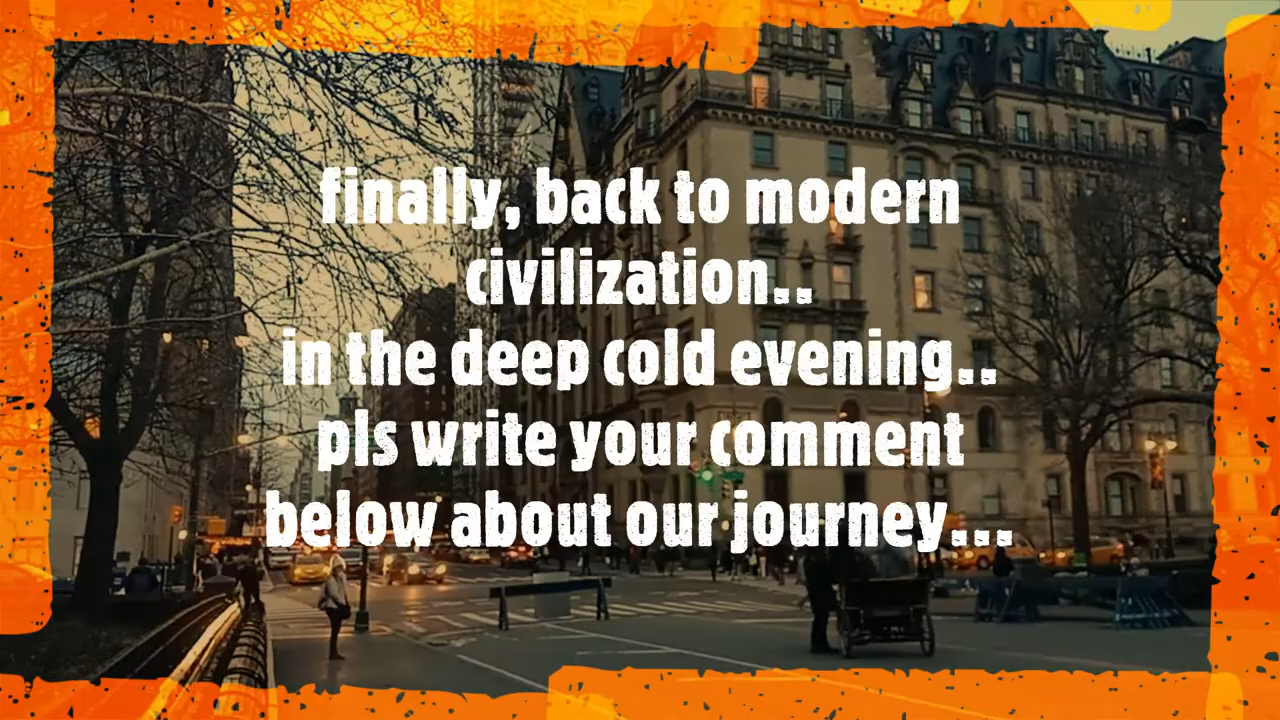 finally, back to modern
civilization..
in the deep cold evening..
pls write your comment
below about our journey...